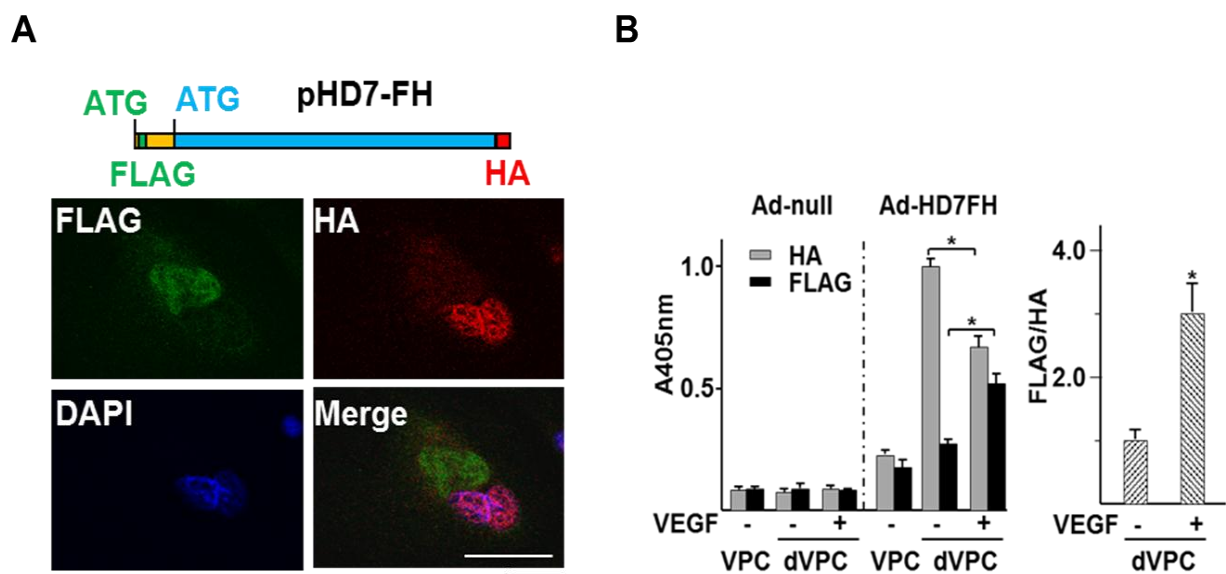 A
ATG ATG pHD7-FH
FLAG HA
FLAG HA
DAPI Merge
B
Ad-null Ad-HD7FH
HA
FLAG
A405nm
1.0
0.5
VEGF - - + - - +
VPC dVPC VPC dVPC
* *
FLAG/HA
4.0
2.0
0
*
VEGF - +
dVPC